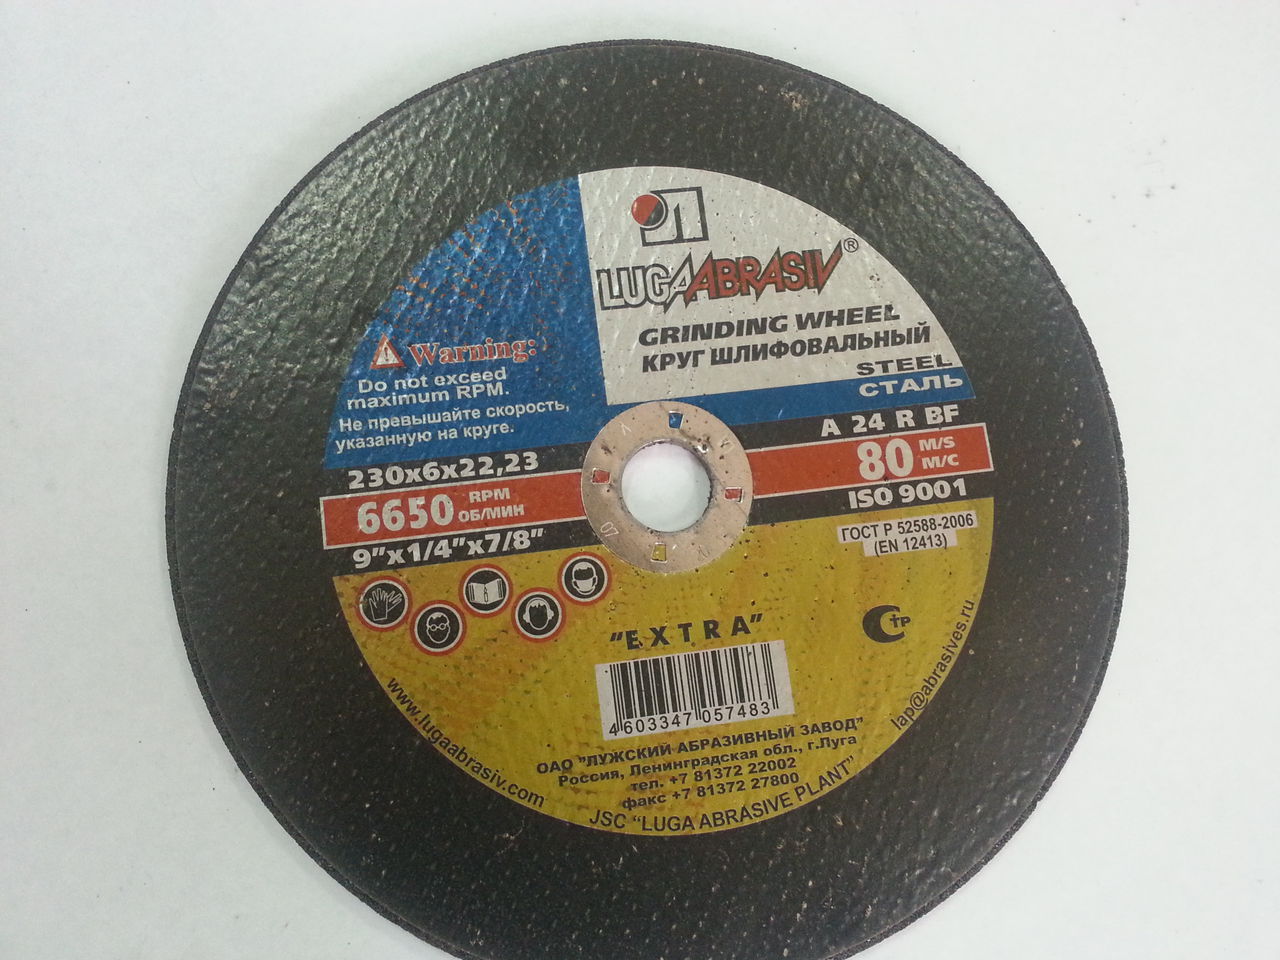 Л
LUGAABRASIV®
GRINDING WHEEL
КРУГ ШЛИФОВАЛЬНЫЙ
STEEL
СТАЛЬ
Warning:
Do not exceed
maximum RPM.
Не превышайте скорость,
указанную на круге.
230x6x22,23
6650 RPM
ОБ/МИН
9"x1/4"x7/8"
A 24 R BF
80 M/S
М/С
ISO 9001
ГОСТ Р 52588-2006
(EN 12413)
"EXTRA"
4603347057483
ОАО "ЛУЖСКИЙ АБРАЗИВНЫЙ ЗАВОД"
Россия, Ленинградская обл., г.Луга
тел. +7 81372 22002
факс +7 81372 27800
JSC "LUGA ABRASIVE PLANT"
www.lugaabrasiv.com
lap@abrasives.ru